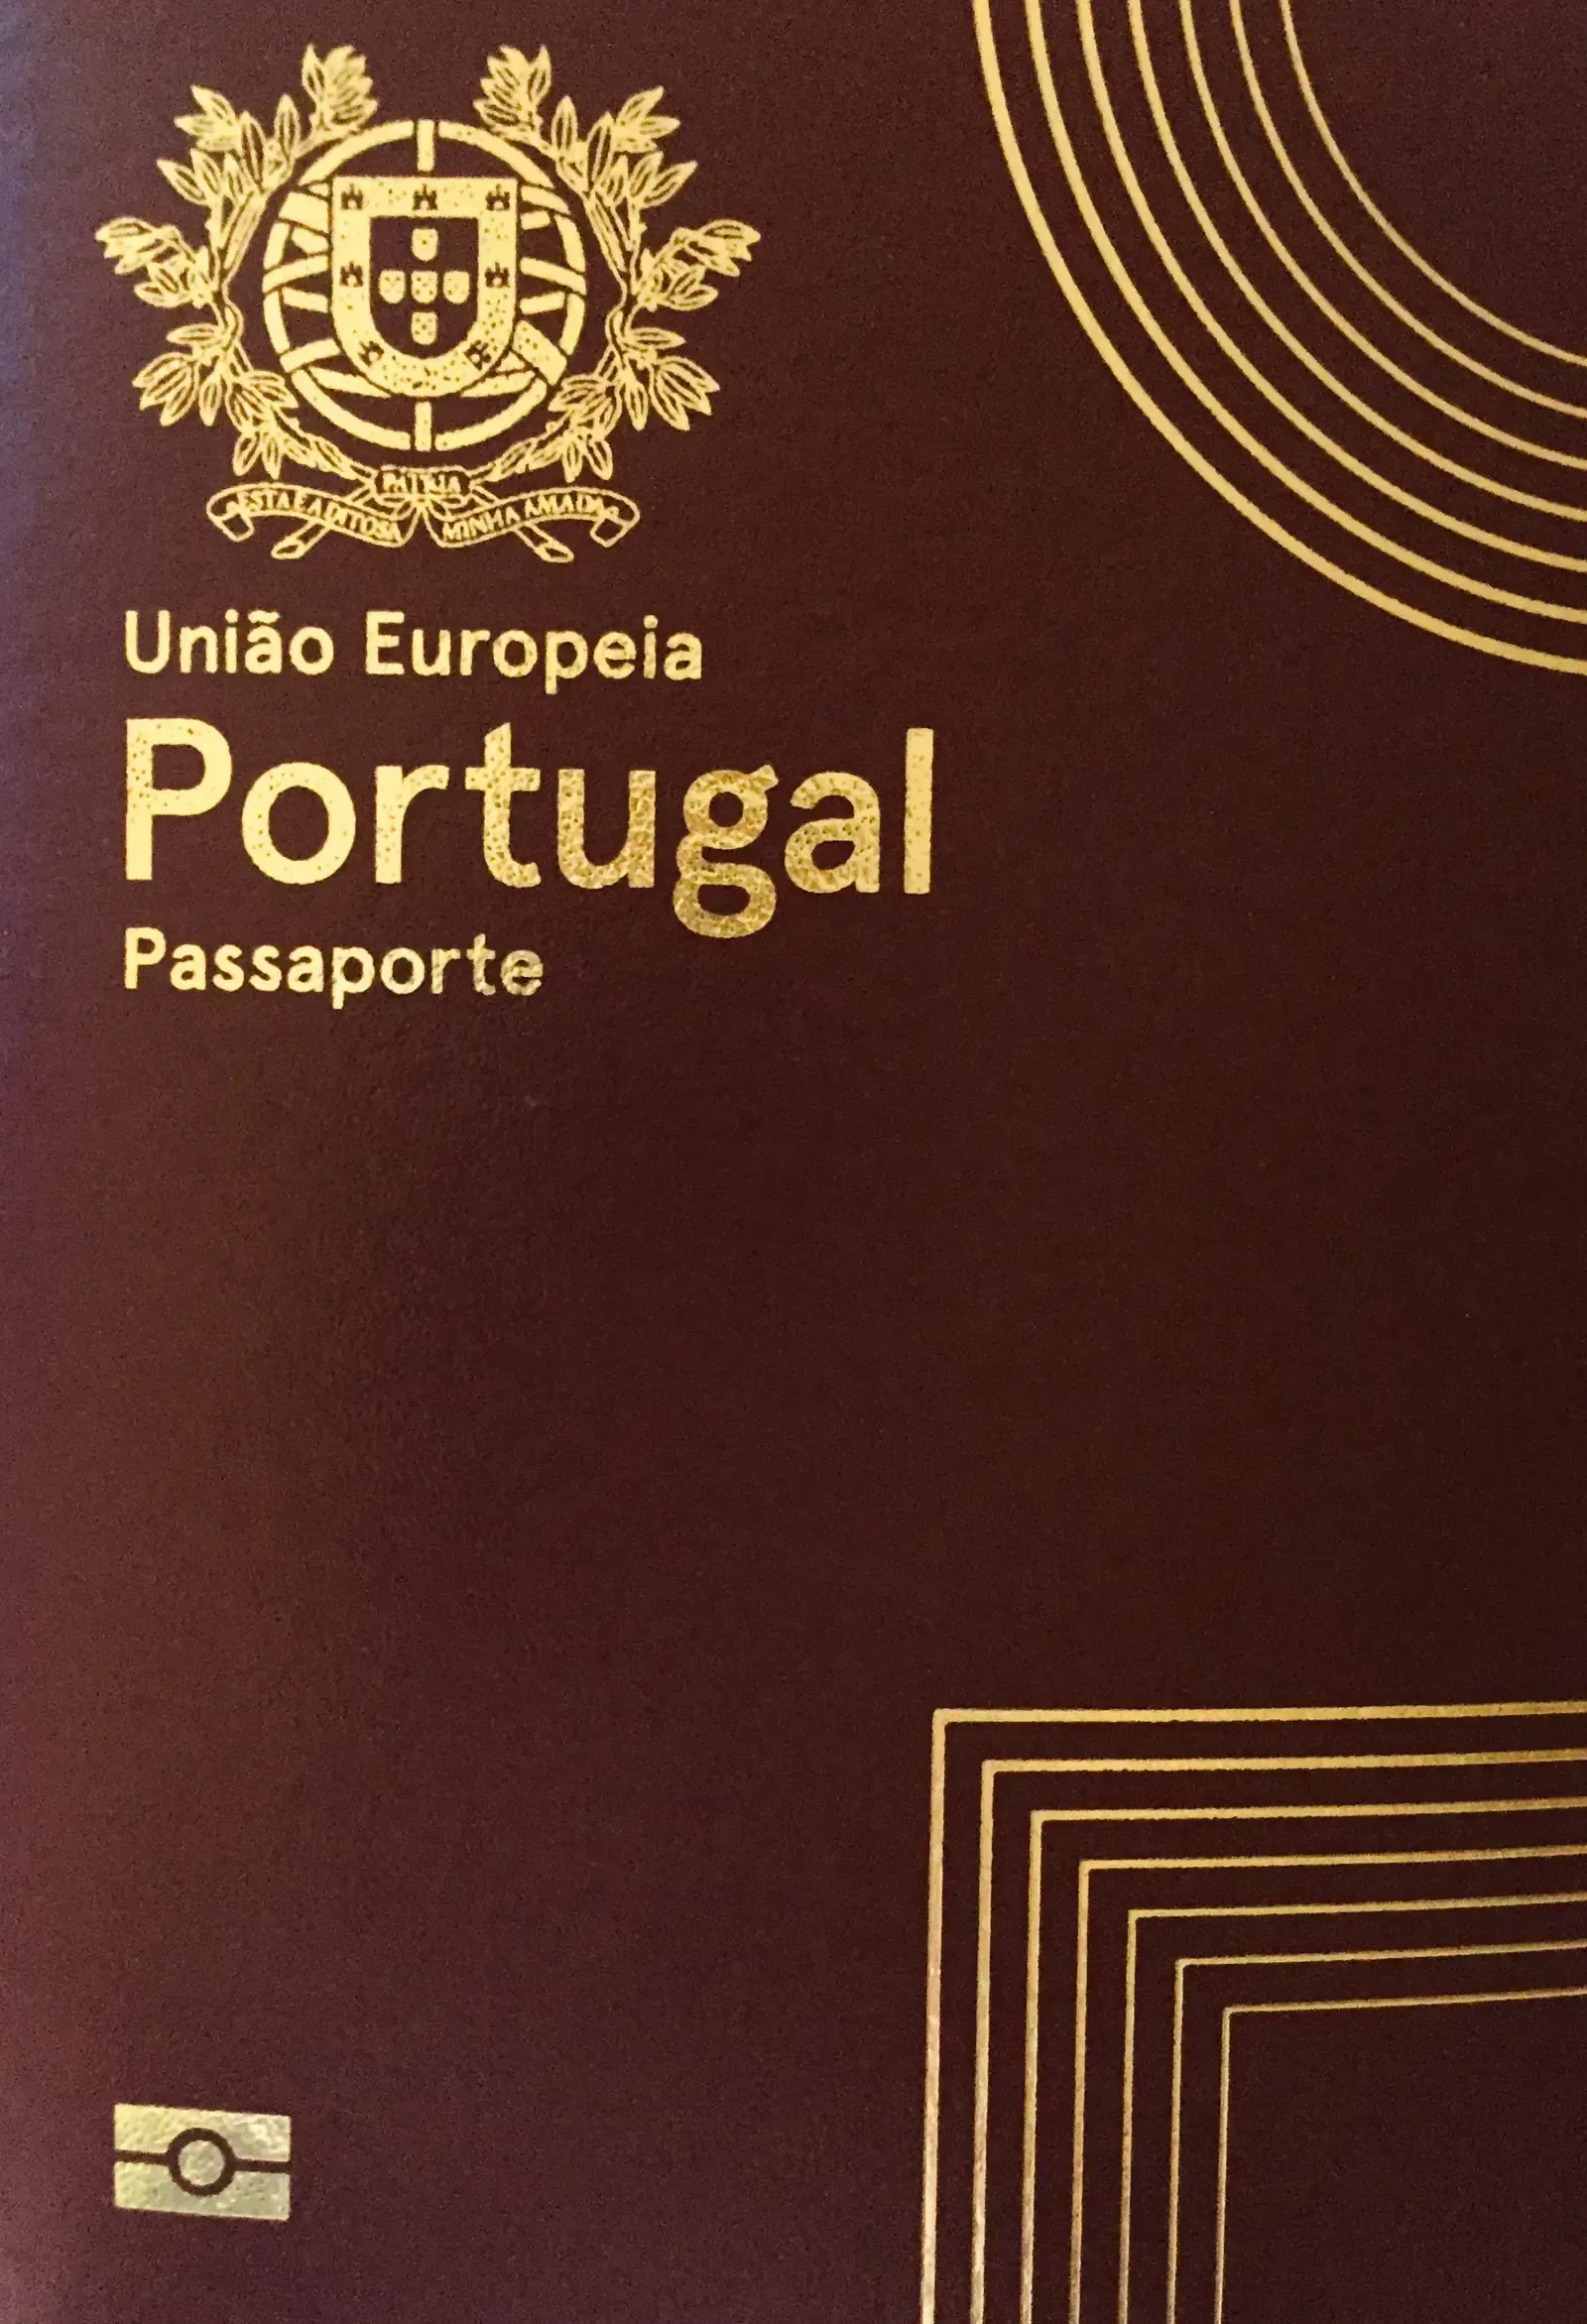 PATRIA
ESTA É A DITOSA MINHA AMADA
União Europeia
Portugal
Passaporte